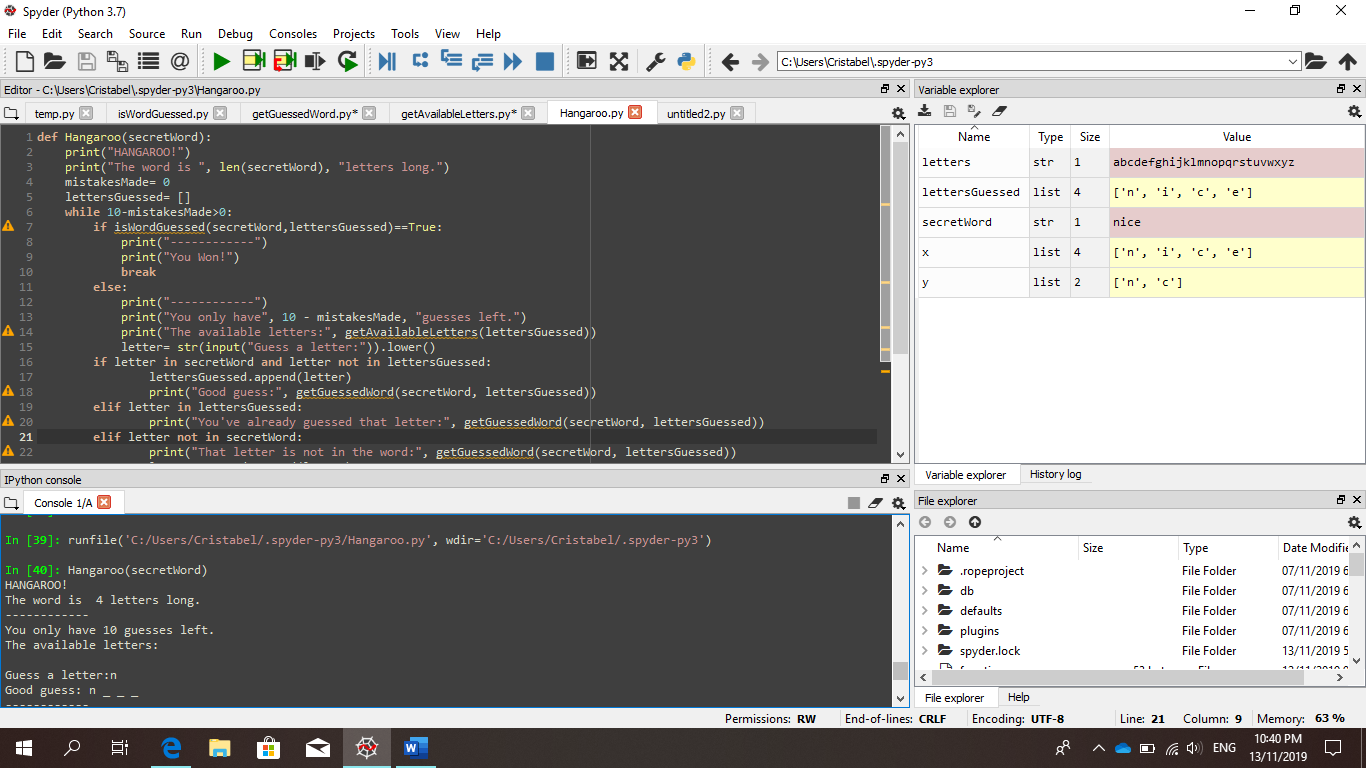 Spyder (Python 3.7)
File Edit Search Source Run Debug Consoles Projects Tools View Help
C:\Users\Cristabel\.spyder-py3
Editor - C:\Users\Cristabel\.spyder-py3\Hangaroo.py
temp.py isWordGuessed.py getGuessedWord.py* getAvailableLetters.py* Hangaroo.py untitled2.py
1 def Hangaroo(secretWord):
2 print("HANGAROO!")
3 print("The word is ", len(secretWord), "letters long.")
4 mistakesMade= 0
5 lettersGuessed= []
6 while 10-mistakesMade>0:
7 if isWordGuessed(secretWord,lettersGuessed)==True:
8 print("------------")
9 print("You Won!")
10 break
11 else:
12 print("------------")
13 print("You only have", 10 - mistakesMade, "guesses left.")
14 print("The available letters:", getAvailableLetters(lettersGuessed))
15 letter= str(input("Guess a letter:")).lower()
16 if letter in secretWord and letter not in lettersGuessed:
17 lettersGuessed.append(letter)
18 print("Good guess:", getGuessedWord(secretWord, lettersGuessed))
19 elif letter in lettersGuessed:
20 print("You've already guessed that letter:", getGuessedWord(secretWord, lettersGuessed))
21 elif letter not in secretWord:
22 print("That letter is not in the word:", getGuessedWord(secretWord, lettersGuessed))
IPython console
Console 1/A
In [39]: runfile('C:/Users/Cristabel/.spyder-py3/Hangaroo.py', wdir='C:/Users/Cristabel/.spyder-py3')
In [40]: Hangaroo(secretWord)
HANGAROO!
The word is  4 letters long.
------------
You only have 10 guesses left.
The available letters:
Guess a letter:n
Good guess: n _ _ _
------------
Variable explorer
Name Type Size Value
letters str 1 abcdefghijklmnopqrstuvwxyz
lettersGuessed list 4 ['n', 'i', 'c', 'e']
secretWord str 1 nice
x list 4 ['n', 'i', 'c', 'e']
y list 2 ['n', 'c']
Variable explorer History log
File explorer
Name Size Type Date Modifie
.ropeproject File Folder 07/11/2019 6
db File Folder 07/11/2019 6
defaults File Folder 07/11/2019 6
plugins File Folder 07/11/2019 6
spyder.lock File Folder 13/11/2019 5
File explorer Help
Permissions: RW End-of-lines: CRLF Encoding: UTF-8 Line: 21 Column: 9 Memory: 63 %
ENG
10:40 PM
13/11/2019